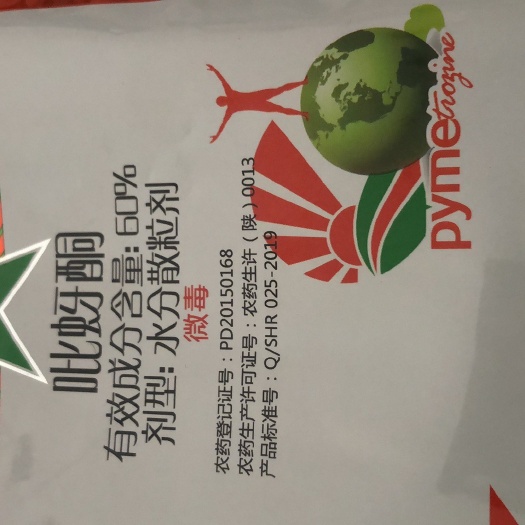 吡蚜酮
有效成分含量: 60%
剂型: 水分散粒剂
微毒
农药登记证号：PD20150168
农药生产许可证号：农药生许（陕）0013
产品标准号：Q/SHR 025-2019
pymetrozine